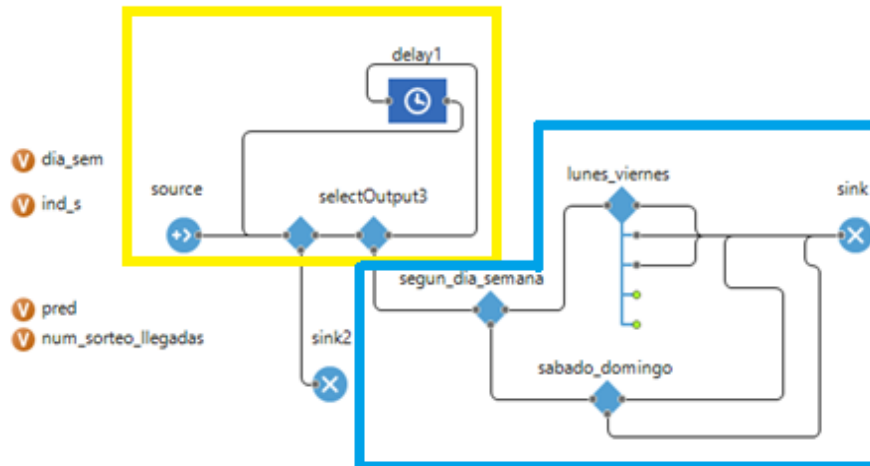 delay1
dia_sem
source
selectOutput3
lunes_viernes
sink
ind_s
segun_dia_semana
pred
num_sorteo_llegadas
sink2
sabado_domingo
V
V
V
V